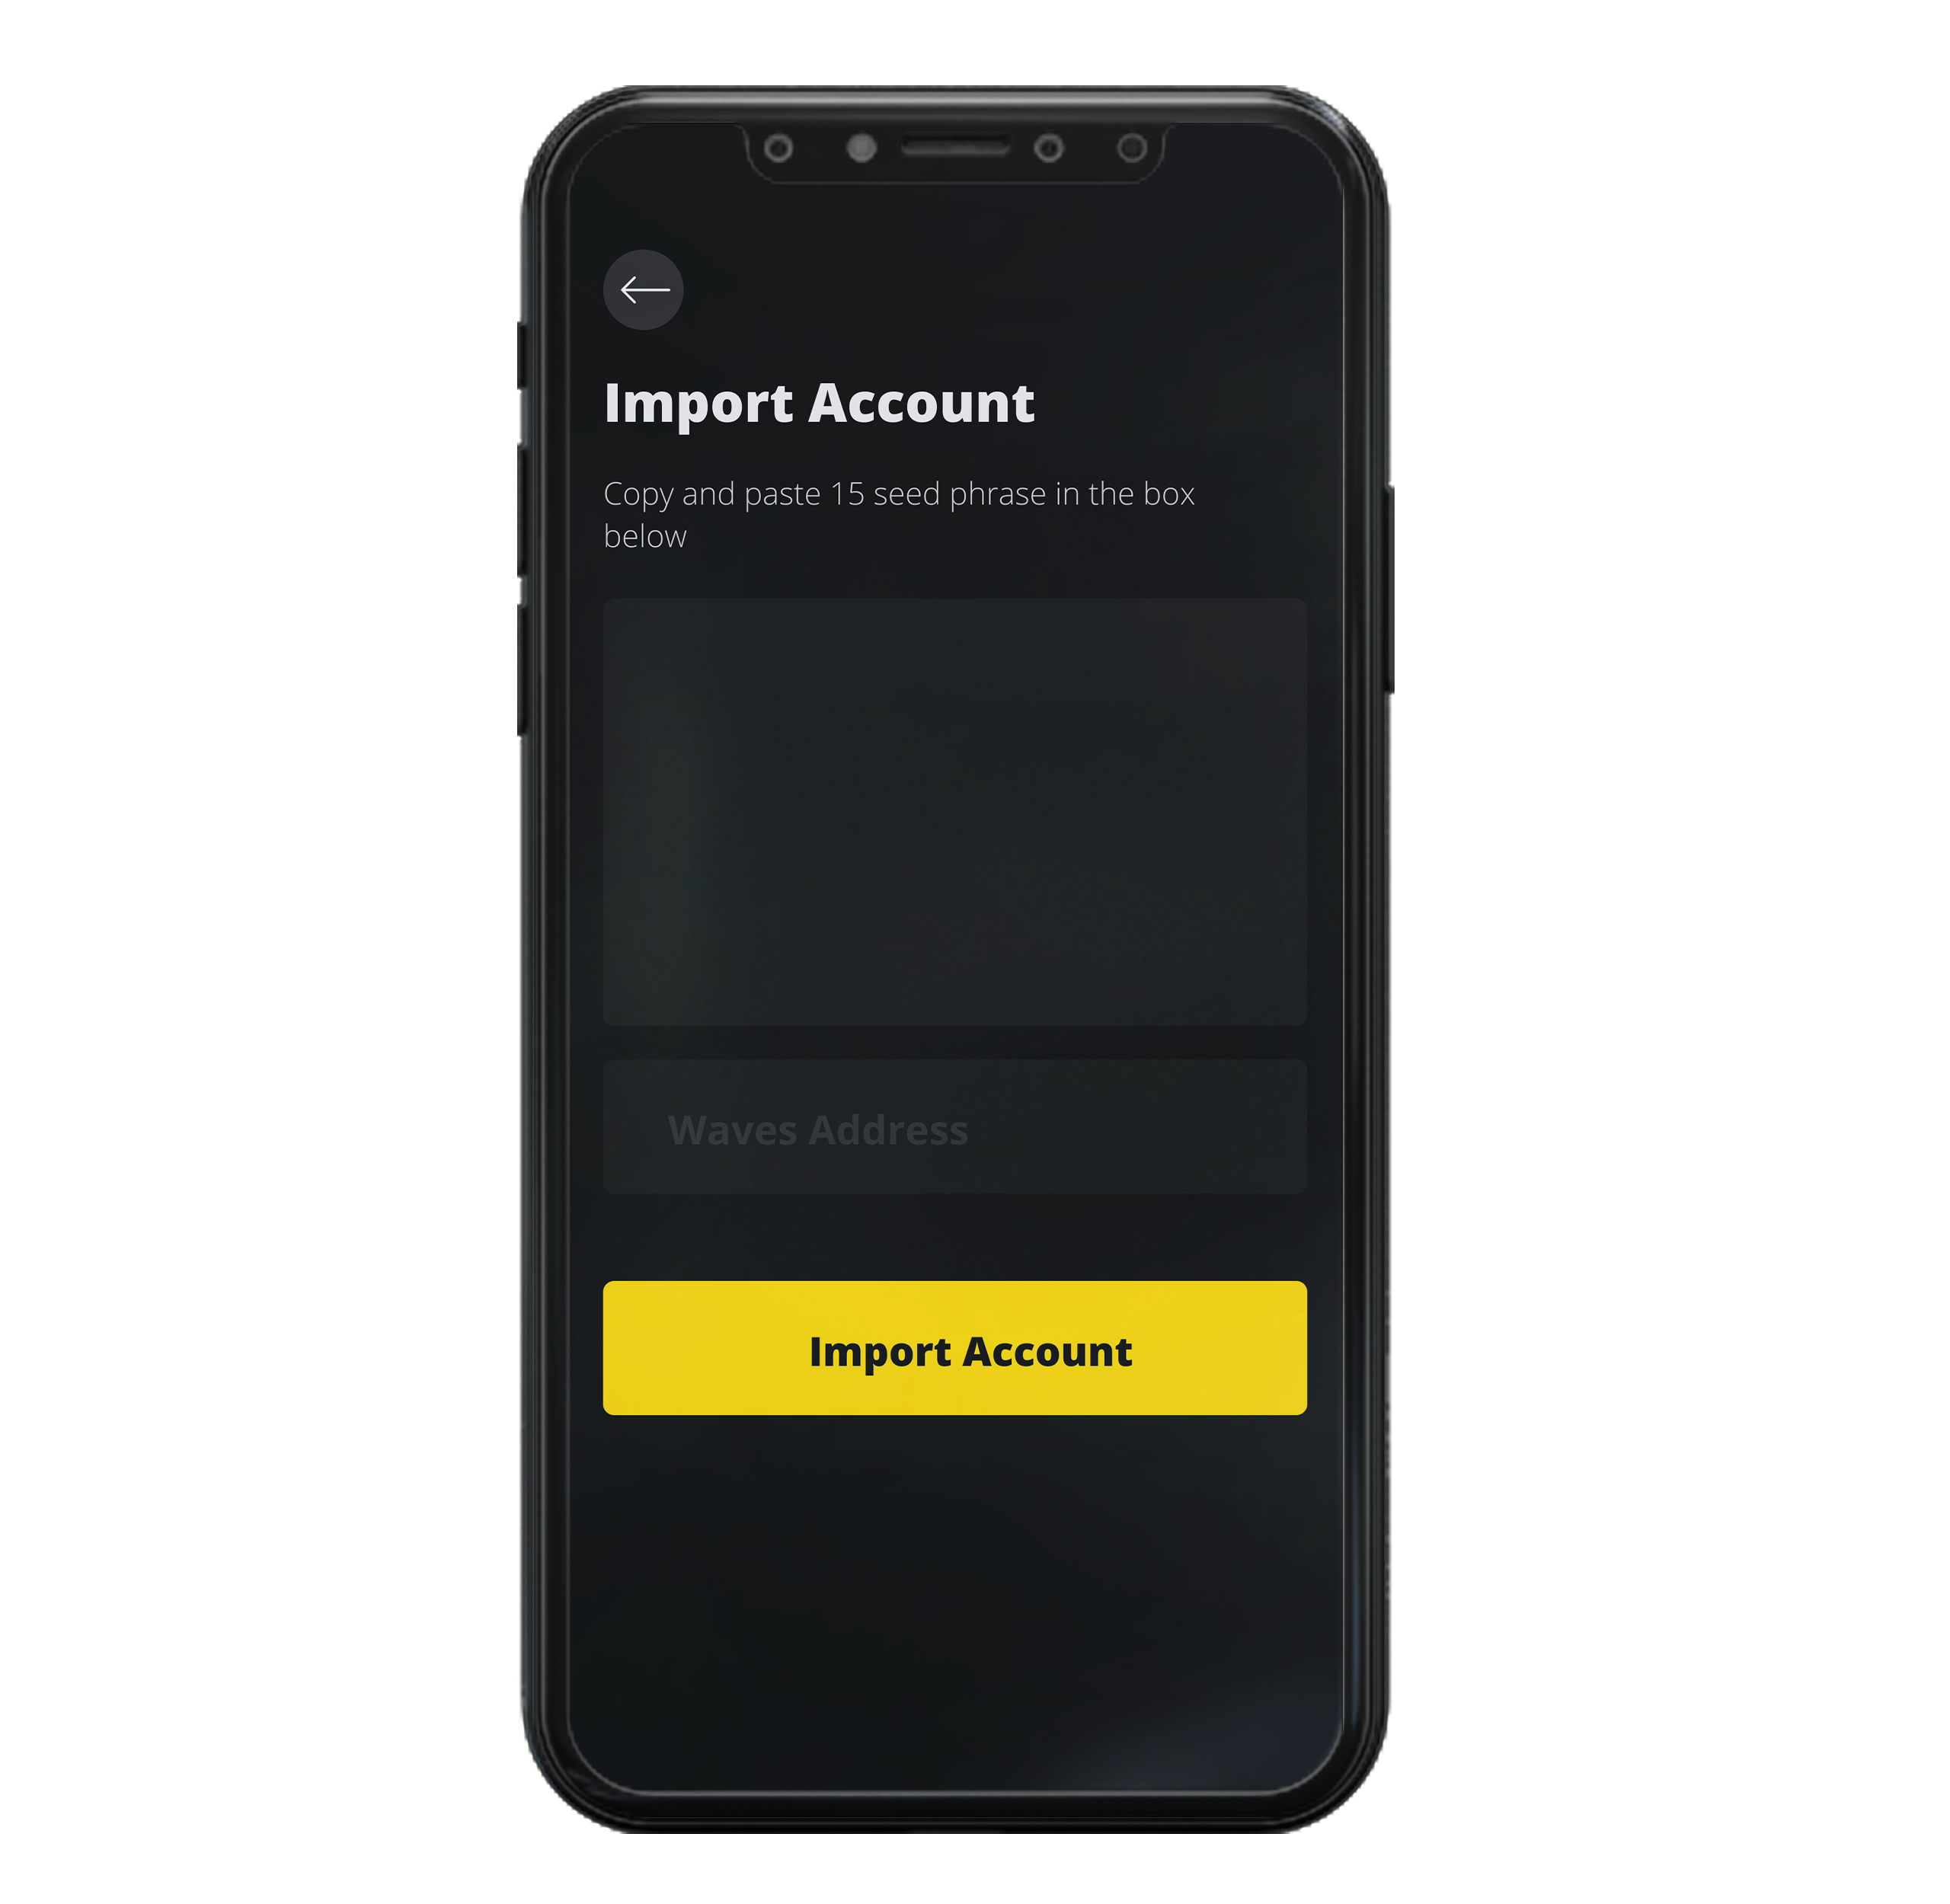 Import Account
Copy and paste 15 seed phrase in the box
below
Waves Address
Import Account